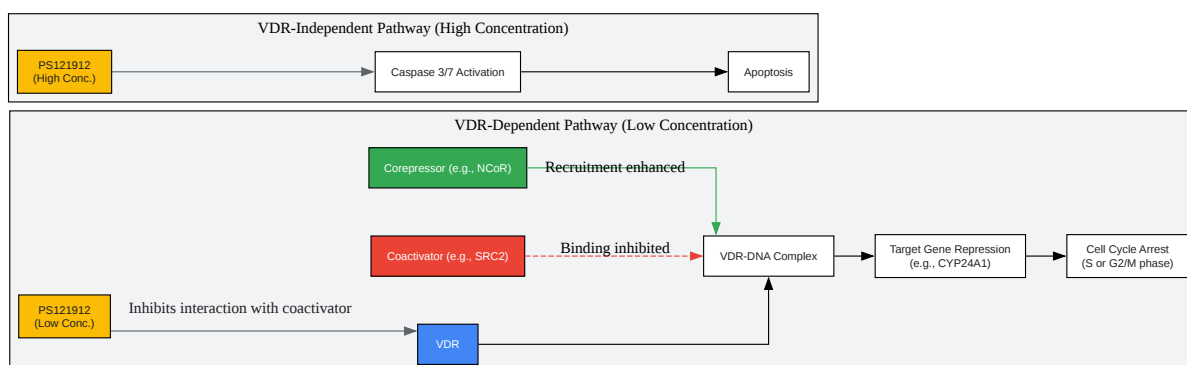 VDR-Independent Pathway (High Concentration)
PS121912
(High Conc.)
Caspase 3/7 Activation
Apoptosis
VDR-Dependent Pathway (Low Concentration)
Corepressor (e.g., NCoR)
Recruitment enhanced
Coactivator (e.g., SRC2)
Binding inhibited
VDR-DNA Complex
Target Gene Repression
(e.g., CYP24A1)
Cell Cycle Arrest
(S or G2/M phase)
PS121912
(Low Conc.)
Inhibits interaction with coactivator
VDR